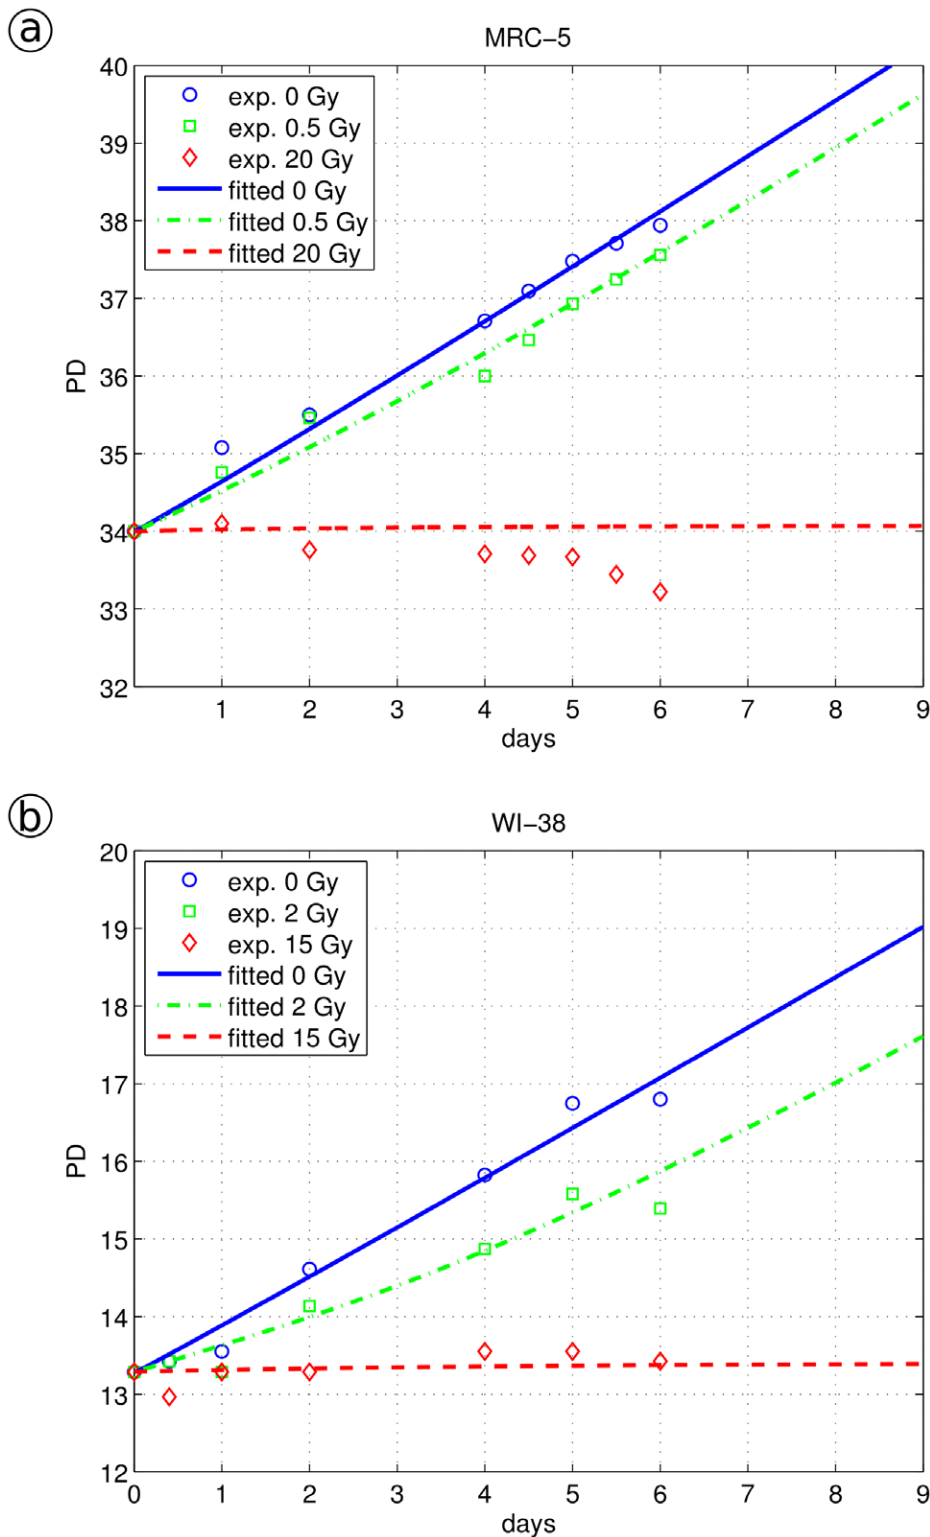 a
MRC−5
40
39
38
37
36
35
34
33
32
PD
exp. 0 Gy
exp. 0.5 Gy
exp. 20 Gy
fitted 0 Gy
fitted 0.5 Gy
fitted 20 Gy
1 2 3 4 5 6 7 8 9
days
b
WI−38
20
19
18
17
16
15
14
13
12
PD
exp. 0 Gy
exp. 2 Gy
exp. 15 Gy
fitted 0 Gy
fitted 2 Gy
fitted 15 Gy
0 1 2 3 4 5 6 7 8 9
days